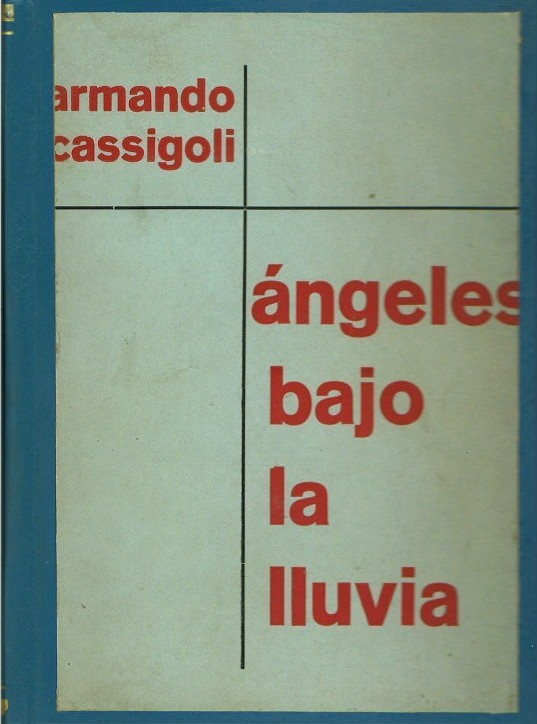 armando
cassigoli
ángeles
bajo
la
lluvia